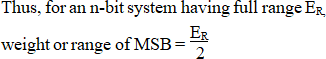 Thus, for an n-bit system having full range E_R,
weight or range of MSB = E_R/2